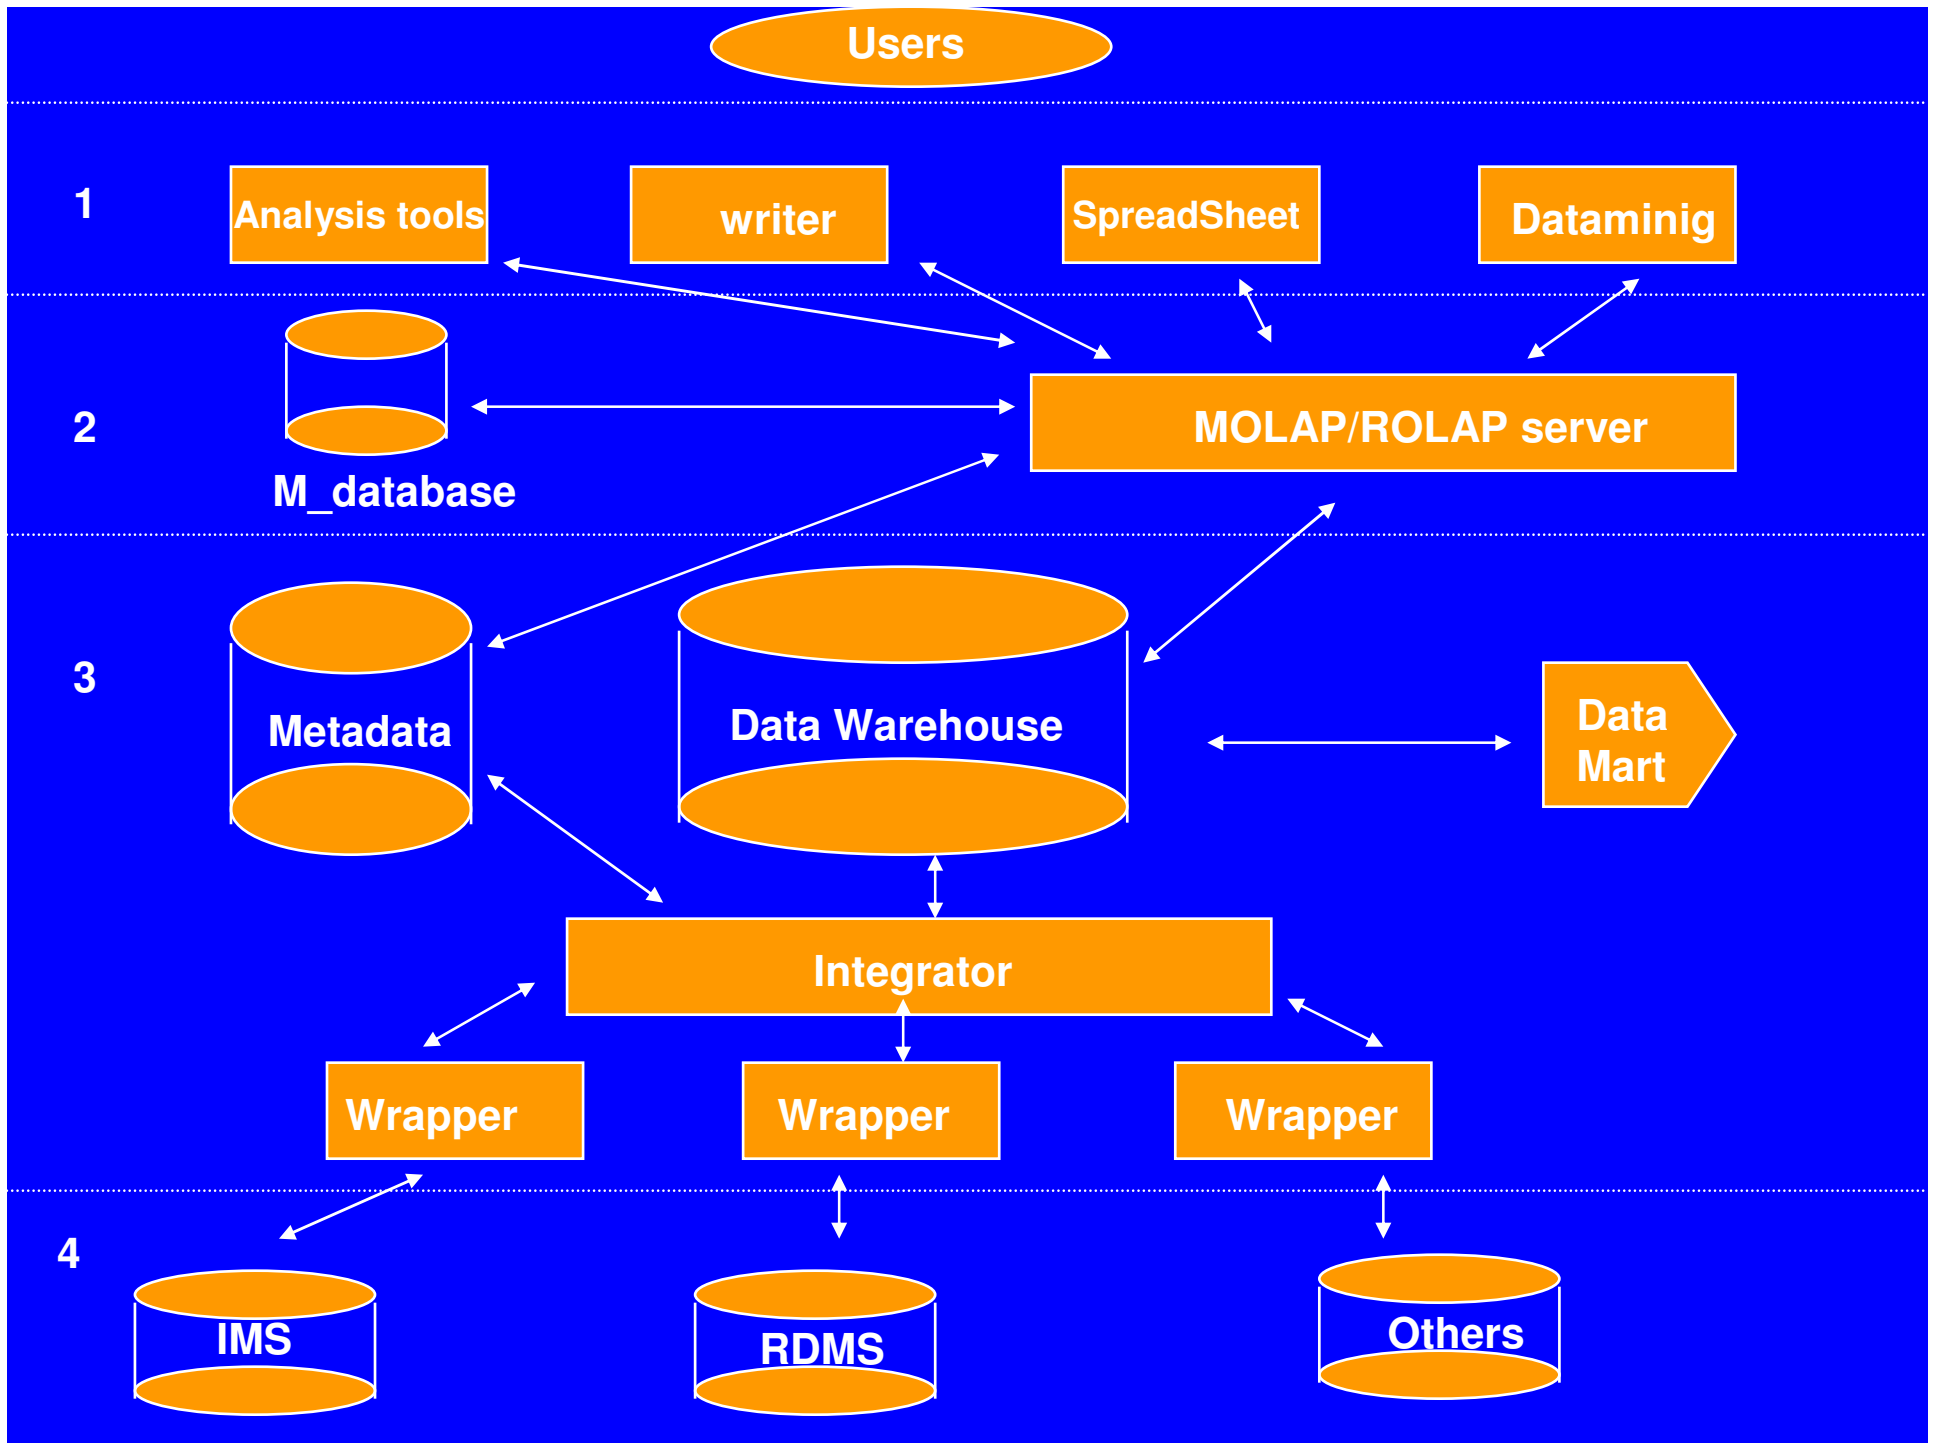 Users
1
Analysis tools
writer
SpreadSheet
Dataminig
2
MOLAP/ROLAP server
M_database
3
Metadata
Data Warehouse
Data
Mart
Integrator
Wrapper
Wrapper
Wrapper
4
IMS
RDMS
Others